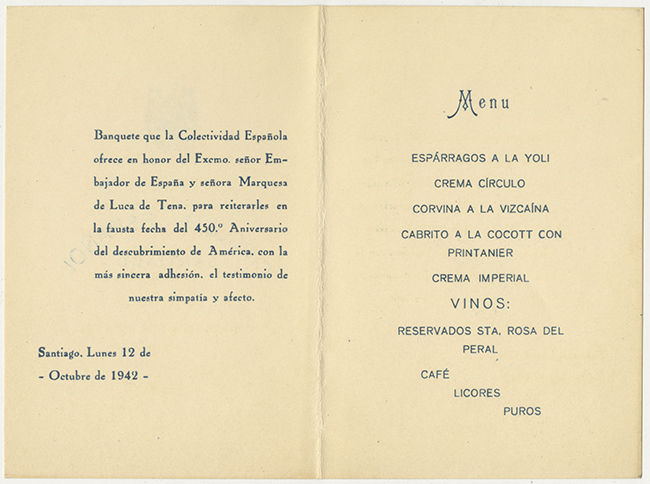 Banquete que la Colectividad Española
ofrece en honor del Excmo. señor Em-
bajador de España y señora Marquesa
de Luca de Tena, para reiterarles en
la fausta fecha del 450.º Aniversario
del descubrimiento de América, con la
más sincera adhesión, el testimonio de
nuestra simpatía y afecto.
Santiago, Lunes 12 de
- Octubre de 1942 -
Menu
ESPÁRRAGOS A LA YOLI
CREMA CÍRCULO
CORVINA A LA VIZCAÍNA
CABRITO A LA COCOTT CON
PRINTANIER
CREMA IMPERIAL
VINOS:
RESERVADOS STA. ROSA DEL
PERAL
CAFÉ
LICORES
PUROS